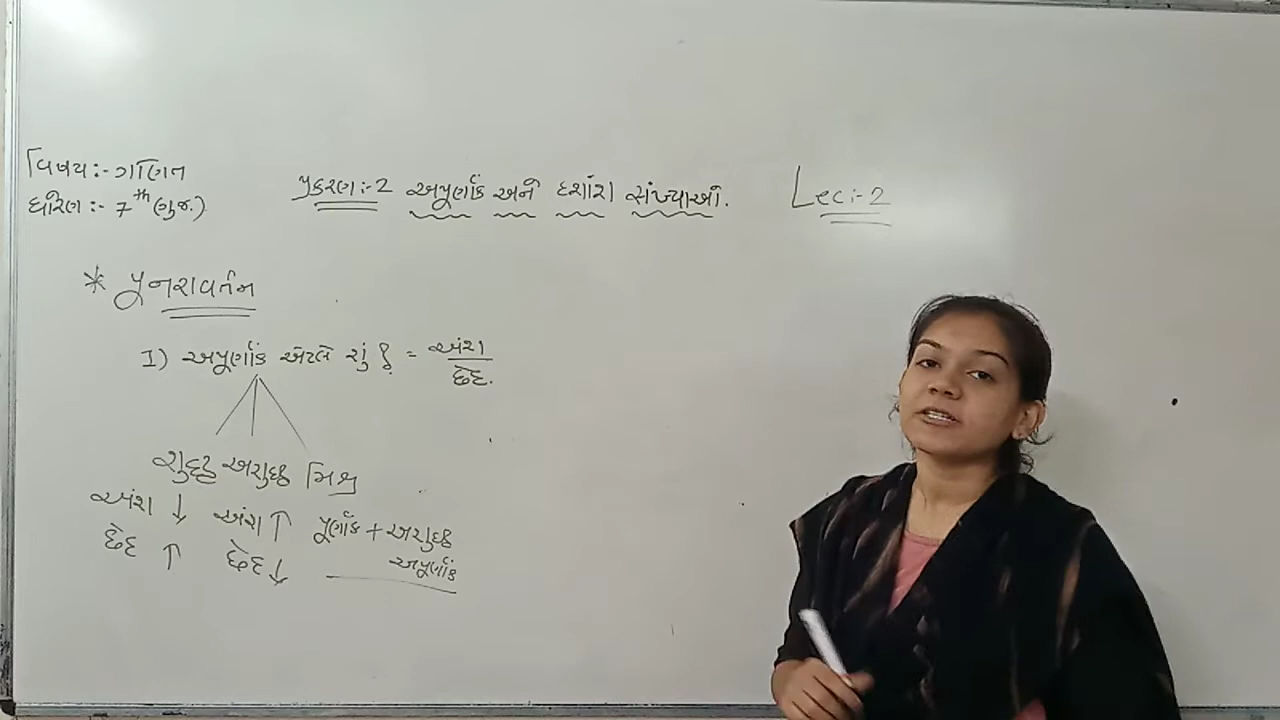 વિષય:- ગણિત
ધોરણ:- 7th (ગુજ.)
પ્રકરણ:-2 અપૂર્ણાંક અને દશાંશ સંખ્યાઓ.
Lec:-2
* પૂનરાવર્તન
1) અપૂર્ણાંક એટલે શું ? = અંશ
છેદ.
શુદ્ધ અશુદ્ધ મિશ્ર
અંશ ↓ અંશ ↑ પૂર્ણાંક + અશુદ્ધ
છેદ ↑ છેદ ↓ અપૂર્ણાંક